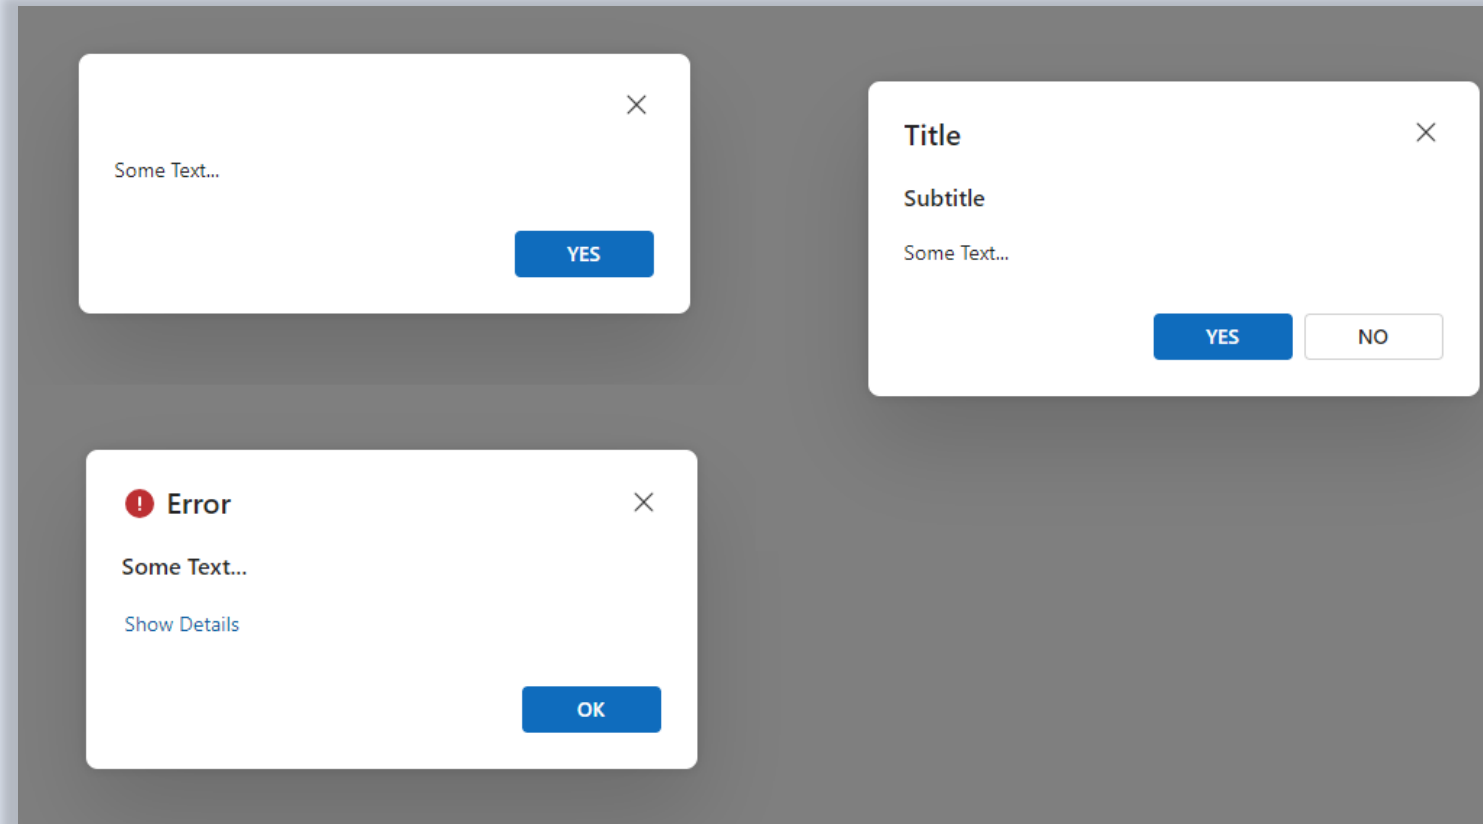 Some Text...
YES
Title
Subtitle
Some Text...
YES
NO
Error
Some Text...
Show Details
OK